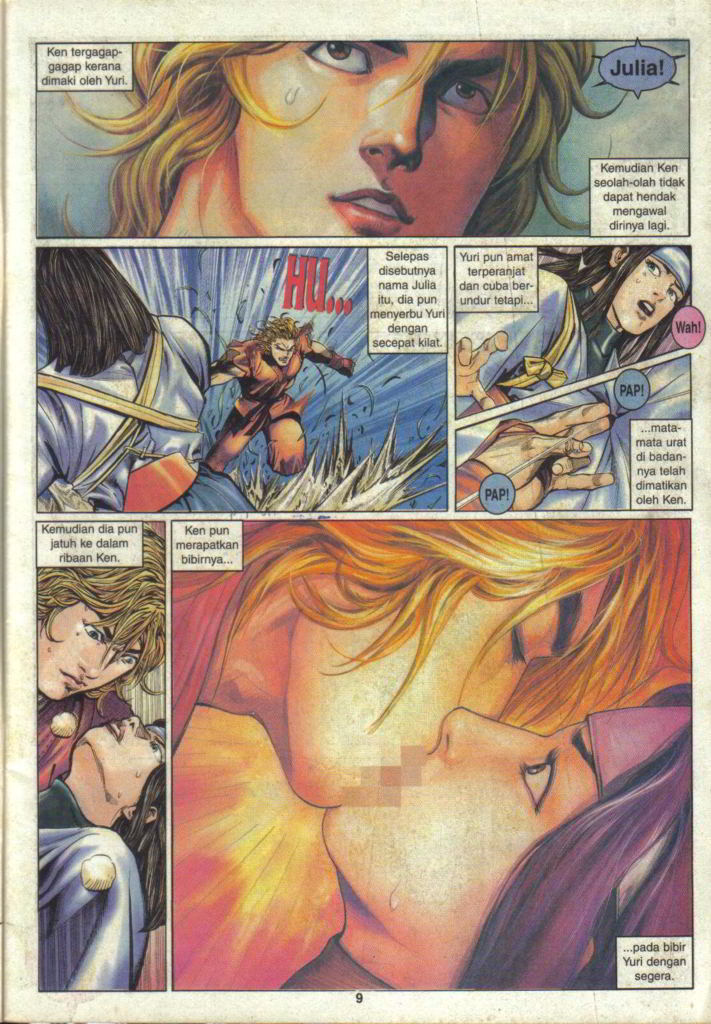 Ken tergagap-
gagap kerana
dimaki oleh Yuri.
Julia!
Kemudian Ken
seolah-olah tidak
dapat hendak
mengawal
dirinya lagi.
HU...
Selepas
disebutnya
nama Julia
itu, dia pun
menyerbu Yuri
dengan
secepat kilat.
Yuri pun amat
terperanjat
dan cuba ber-
undur tetapi...
Wah!
PAP!
...mata-
mata urat
di badan-
nya telah
dimatikan
oleh Ken.
PAP!
Kemudian dia pun
jatuh ke dalam
ribaan Ken.
Ken pun
merapatkan
bibirnya...
...pada bibir
Yuri dengan
segera.
9